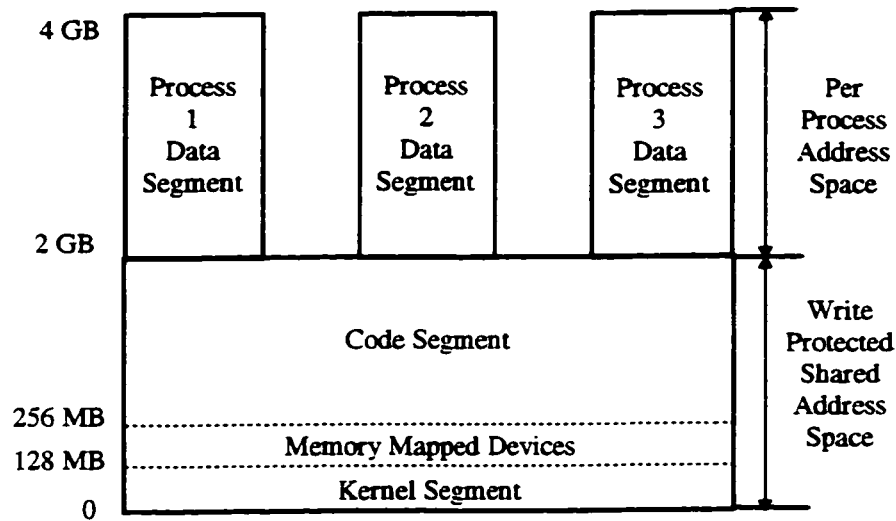 4 GB
Process
1
Data
Segment
Process
2
Data
Segment
Process
3
Data
Segment
Per
Process
Address
Space
2 GB
Code Segment
Write
Protected
Shared
Address
Space
256 MB
Memory Mapped Devices
128 MB
Kernel Segment
0